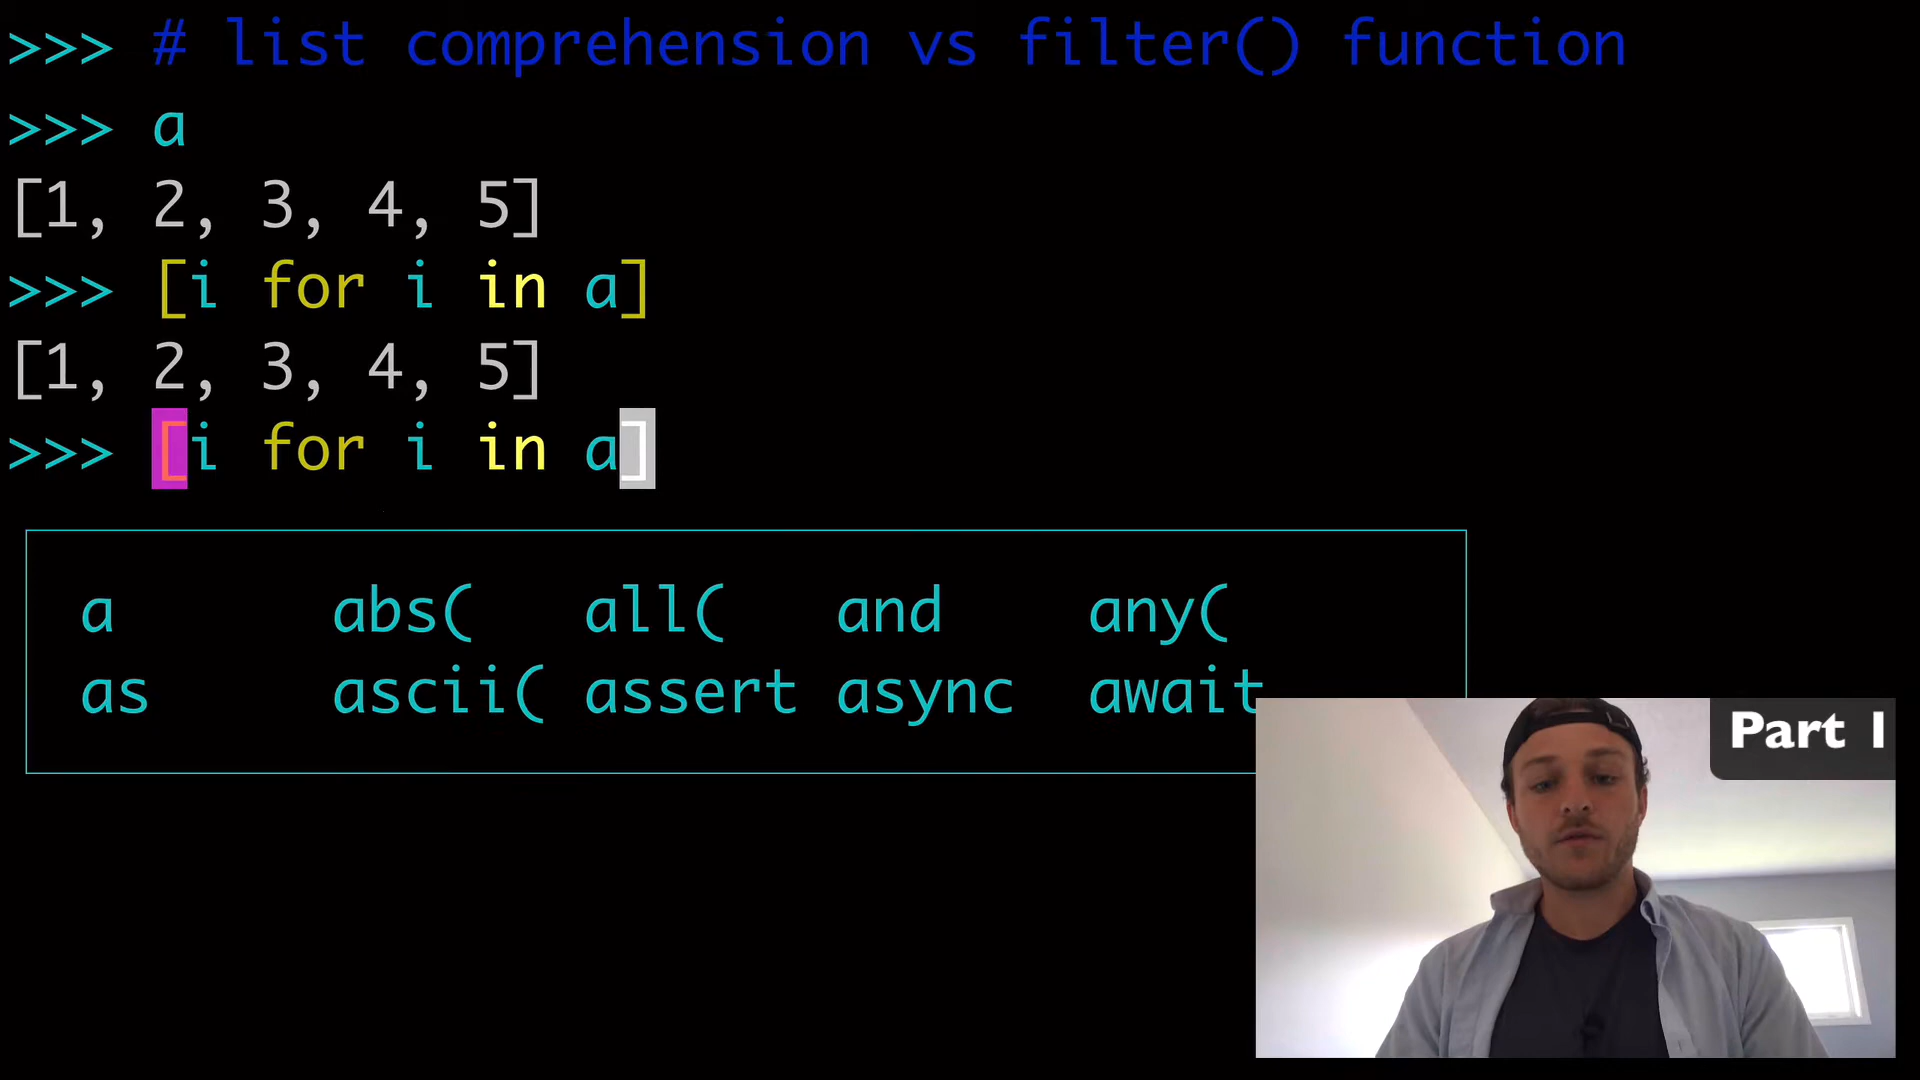 >>> # list comprehension vs filter() function
>>> a
[1, 2, 3, 4, 5]
>>> [i for i in a]
[1, 2, 3, 4, 5]
>>> [i for i in a]
a abs( all( and any(
as ascii( assert async await
Part 1